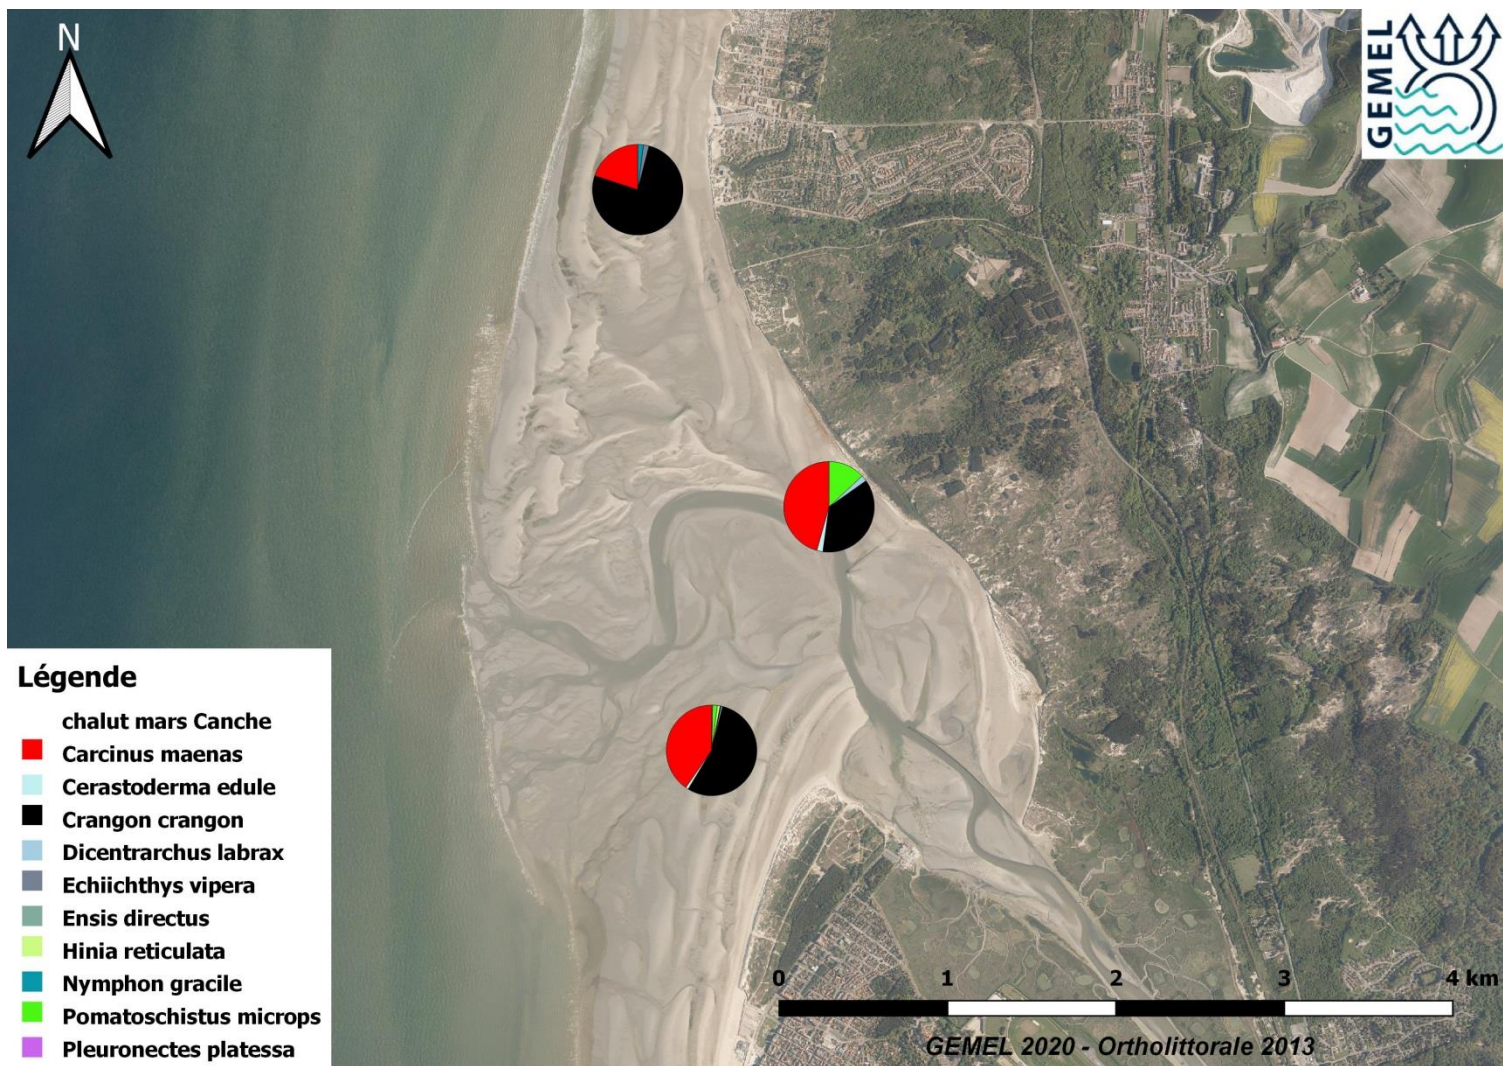 N
GEMEL
Légende
chalut mars Canche
Carcinus maenas
Cerastoderma edule
Crangon crangon
Dicentrarchus labrax
Echiichthys vipera
Ensis directus
Hinia reticulata
Nymphon gracile
Pomatoschistus microps
Pleuronectes platessa
0 1 2 3 4 km
GEMEL 2020 - Ortholittorale 2013